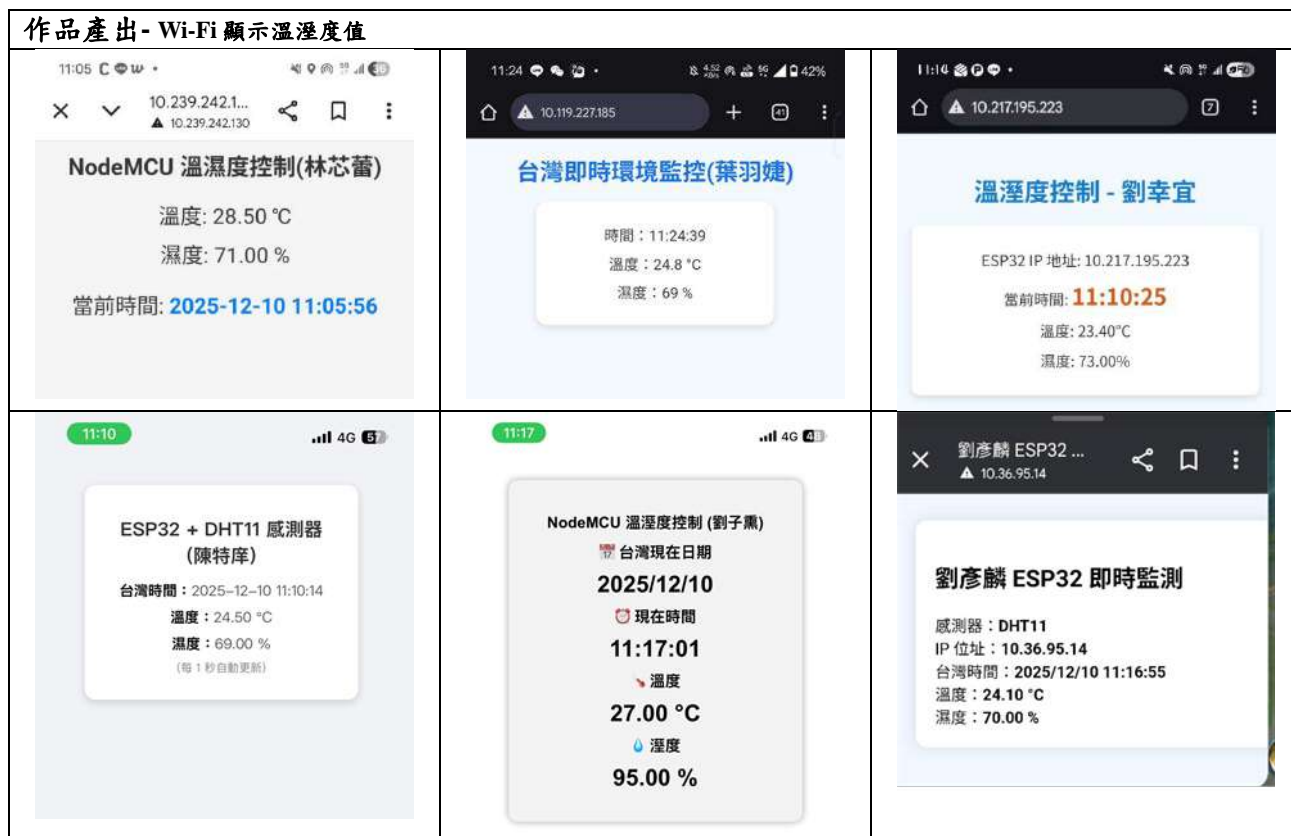 作品產出- Wi-Fi 顯示溫溼度值
11:05
10.239.242.1...
10.239.242.130
NodeMCU 溫濕度控制(林芯蕾)
溫度: 28.50 ℃
濕度: 71.00 %
當前時間: 2025-12-10 11:05:56
11:24
42%
10.119.227.185
台灣即時環境監控(葉羽婕)
時間：11:24:39
溫度：24.8 °C
濕度：69 %
11:14
10.217.195.223
7
溫溼度控制 - 劉幸宜
ESP32 IP 地址: 10.217.195.223
當前時間: 11:10:25
溫度: 23.40°C
濕度: 73.00%
11:10
4G
ESP32 + DHT11 感測器
(陳特庠)
台灣時間：2025–12–10 11:10:14
溫度：24.50 °C
濕度：69.00 %
(每 1 秒自動更新)
11:17
4G
NodeMCU 溫溼度控制 (劉子熏)
台灣現在日期
2025/12/10
現在時間
11:17:01
溫度
27.00 °C
溼度
95.00 %
劉彥麟 ESP32 ...
10.36.95.14
劉彥麟 ESP32 即時監測
感測器：DHT11
IP 位址：10.36.95.14
台灣時間：2025/12/10 11:16:55
溫度：24.10 °C
濕度：70.00 %